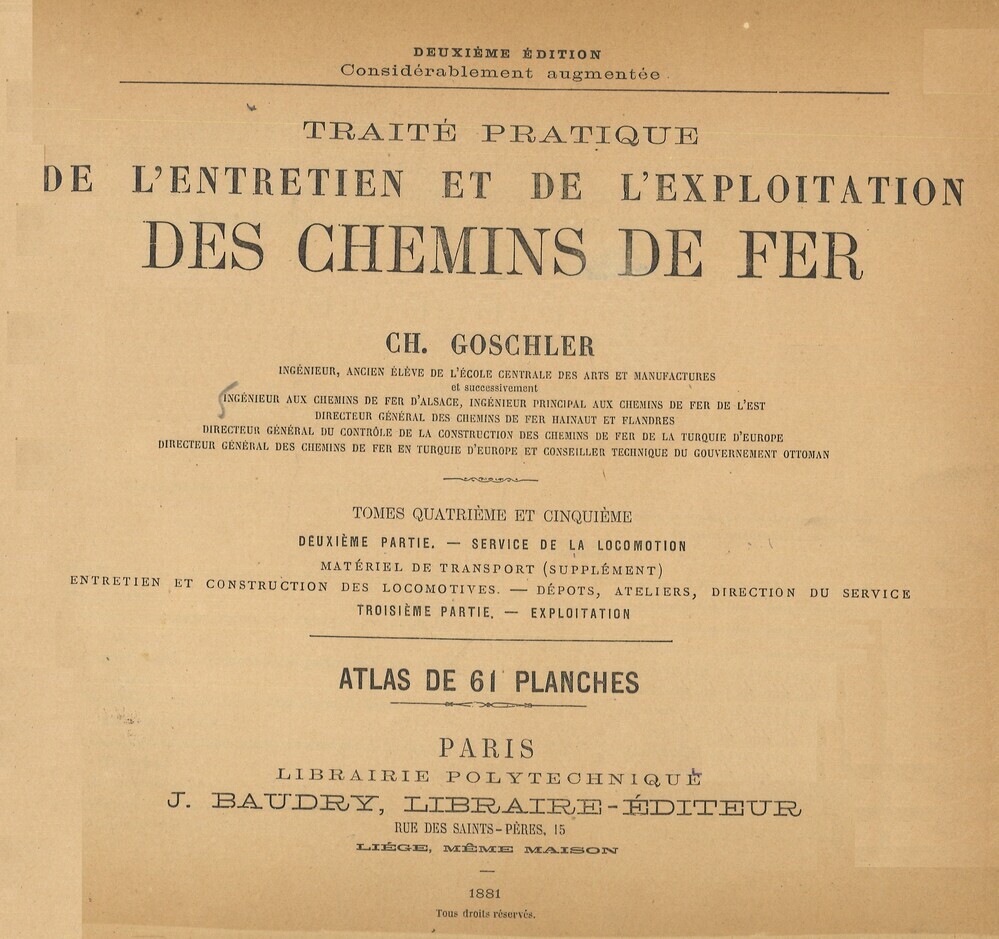 DEUXIÈME ÉDITION
Considérablement augmentée
TRAITÉ PRATIQUE
DE L'ENTRETIEN ET DE L'EXPLOITATION
DES CHEMINS DE FER
CH. GOSCHLER
INGÉNIEUR, ANCIEN ÉLÈVE DE L'ÉCOLE CENTRALE DES ARTS ET MANUFACTURES
et successivement
INGÉNIEUR AUX CHEMINS DE FER D'ALSACE, INGÉNIEUR PRINCIPAL AUX CHEMINS DE FER DE L'EST
DIRECTEUR GÉNÉRAL DES CHEMINS DE FER HAINAUT ET FLANDRES
DIRECTEUR GÉNÉRAL DU CONTRÔLE DE LA CONSTRUCTION DES CHEMINS DE FER DE LA TURQUIE D'EUROPE
DIRECTEUR GÉNÉRAL DES CHEMINS DE FER EN TURQUIE D'EUROPE ET CONSEILLER TECHNIQUE DU GOUVERNEMENT OTTOMAN
TOMES QUATRIÈME ET CINQUIÈME
DEUXIÈME PARTIE. — SERVICE DE LA LOCOMOTION
MATÉRIEL DE TRANSPORT (SUPPLÉMENT)
ENTRETIEN ET CONSTRUCTION DES LOCOMOTIVES. — DÉPOTS, ATELIERS, DIRECTION DU SERVICE
TROISIÈME PARTIE. — EXPLOITATION
ATLAS DE 61 PLANCHES
PARIS
LIBRAIRIE POLYTECHNIQUE
J. BAUDRY, LIBRAIRE-ÉDITEUR
RUE DES SAINTS-PÈRES, 15
LIÉGE, MÊME MAISON
1881
Tous droits réservés.